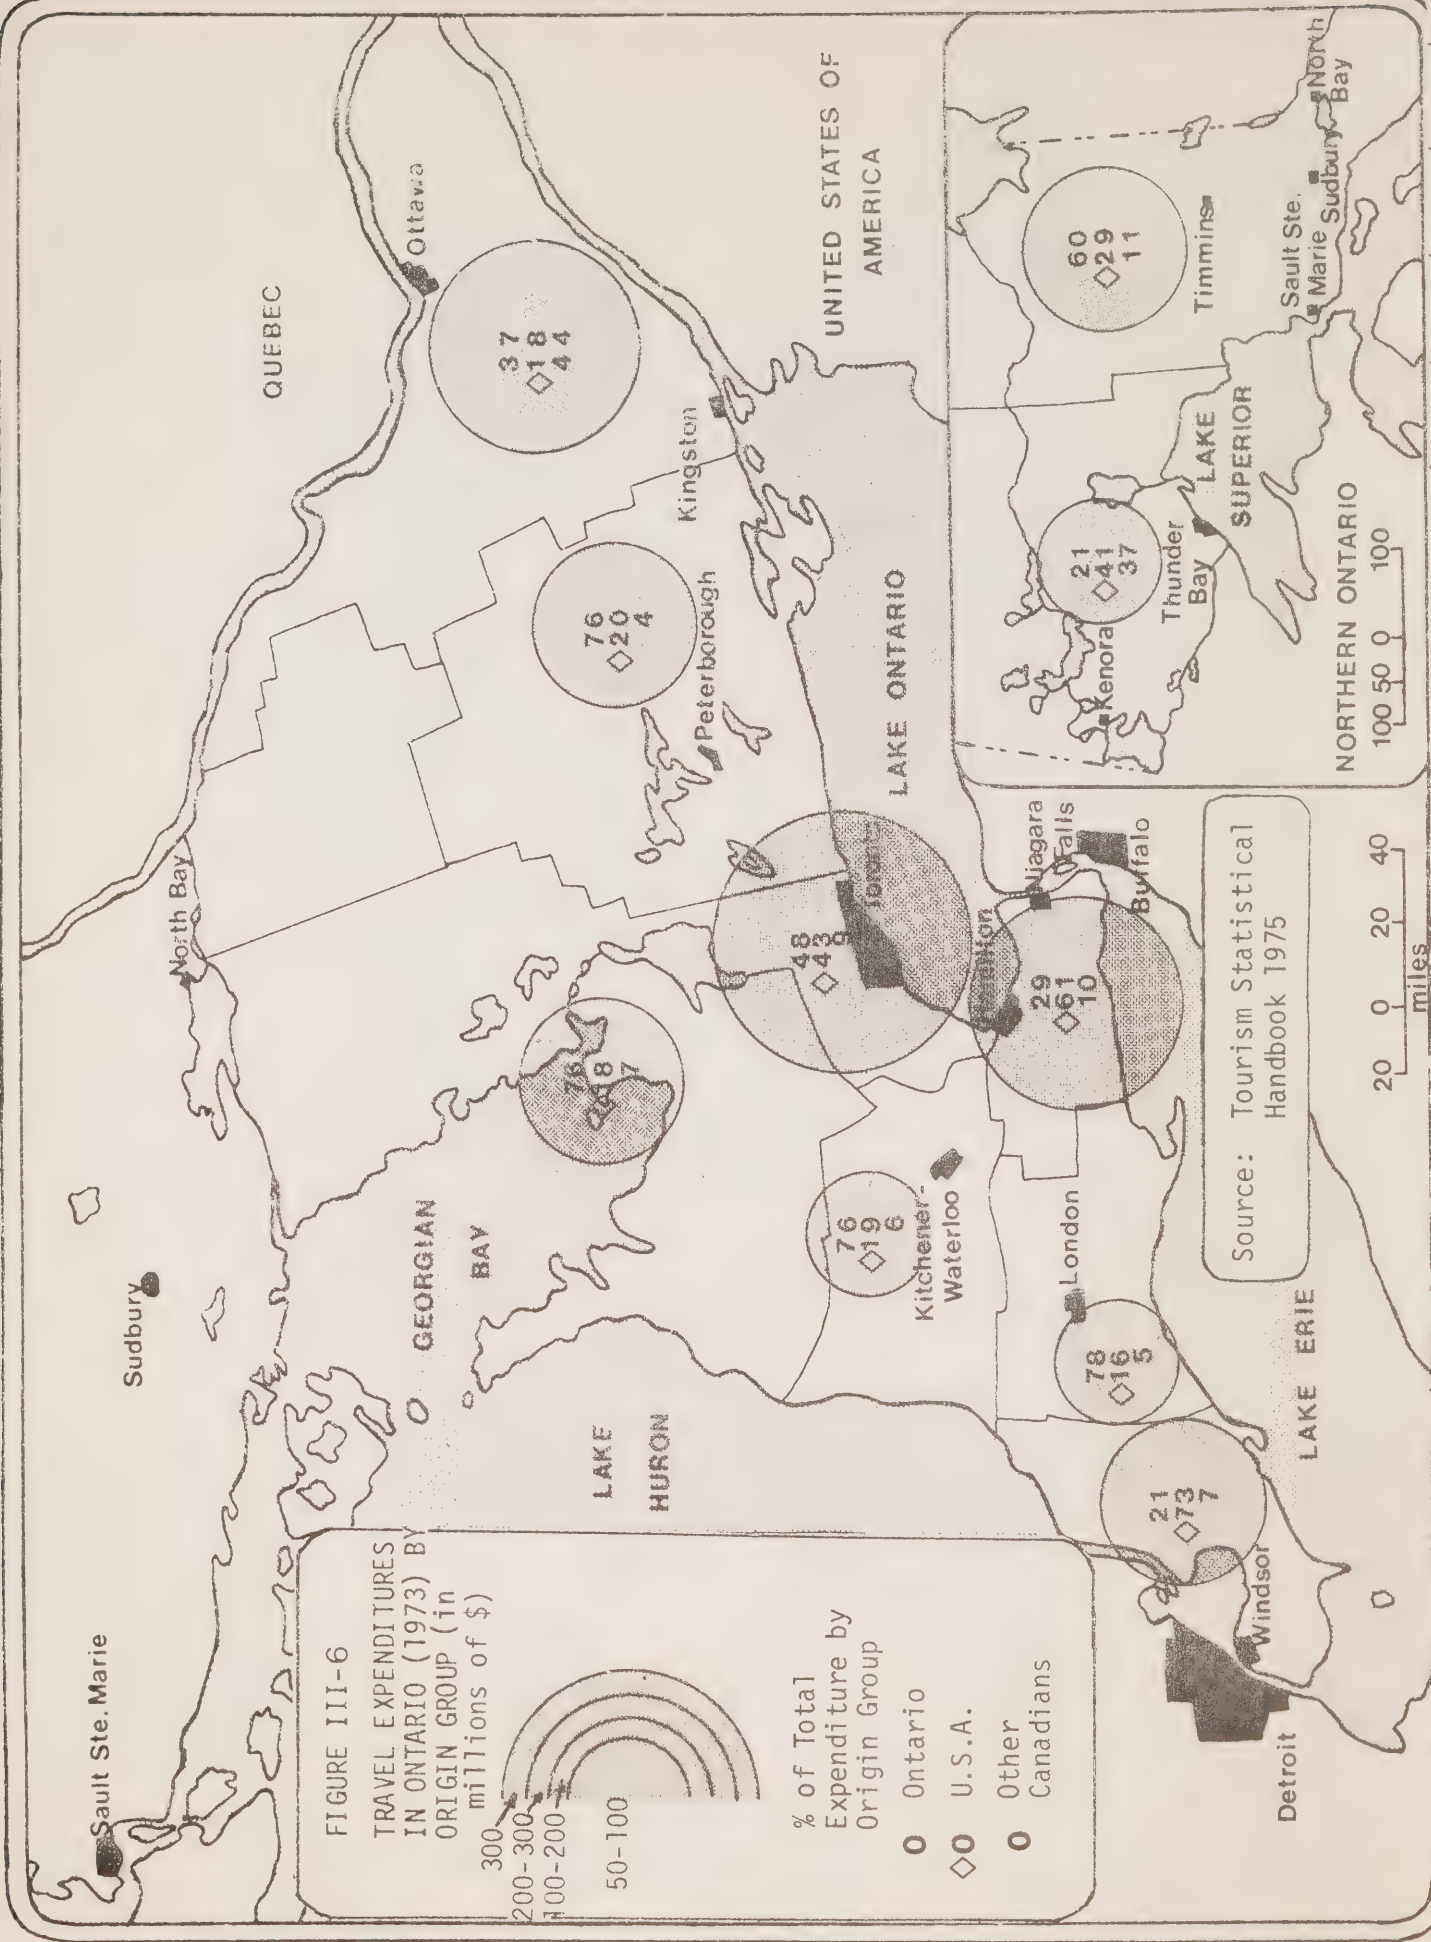 FIGURE III-6
TRAVEL EXPENDITURES
IN ONTARIO (1973) BY
ORIGIN GROUP (in
millions of $)
300
200-300
100-200
50-100
% of Total
Expenditure by
Origin Group
O Ontario
◇O U.S.A.
O Other
Canadians
Sault Ste. Marie
Sudbury
North Bay
QUEBEC
Ottawa
37
◇18
44
GEORGIAN
BAY
76
18
7
76
◇20
4
Peterborough
Kingston
LAKE
HURON
48
◇43
9
Toronto
LAKE ONTARIO
UNITED STATES OF
AMERICA
76
◇19
6
Kitchener-
Waterloo
Hamilton
29
◇61
10
Niagara
Falls
Buffalo
London
78
◇16
5
21
◇73
7
Windsor
Detroit
LAKE ERIE
Source: Tourism Statistical
Handbook 1975
20 0 20 40
miles
60
◇29
11
Timmins
21
◇41
37
Thunder
Bay
Kenora
LAKE
SUPERIOR
Sault Ste.
Marie
Sudbury
North
Bay
NORTHERN ONTARIO
100 50 0 100